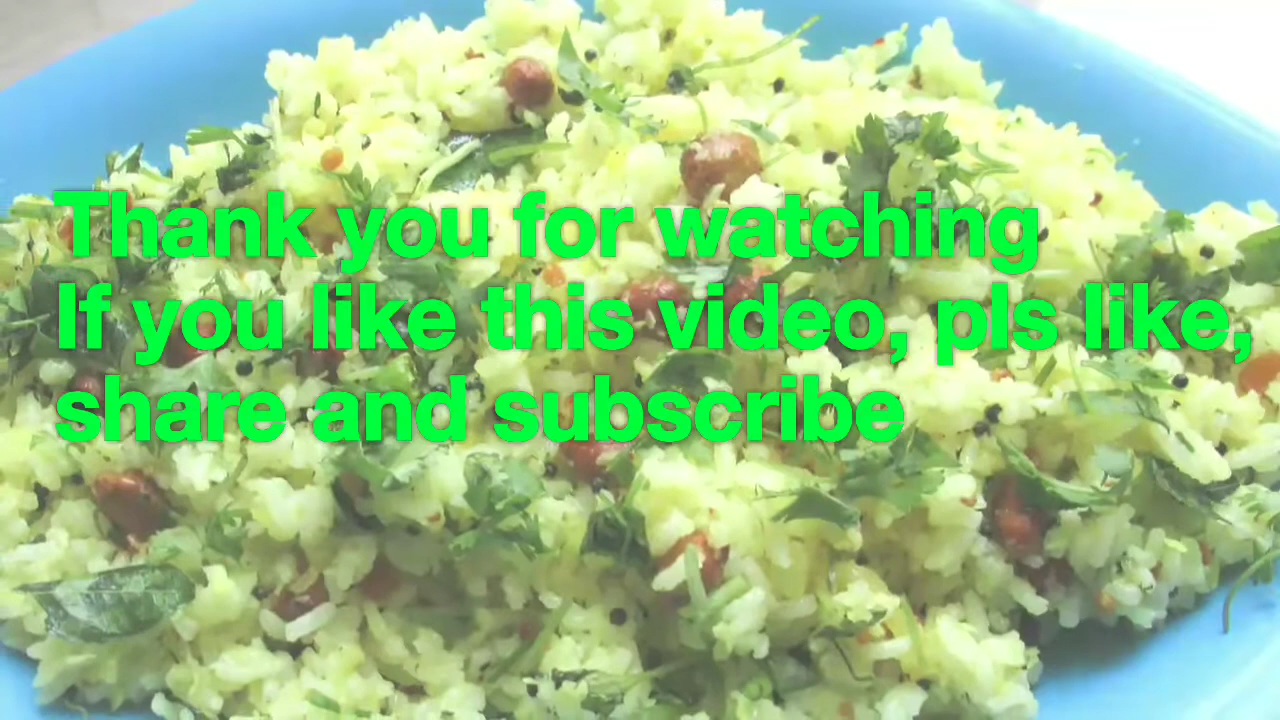 Thank you for watching
If you like this video, pls like,
share and subscribe